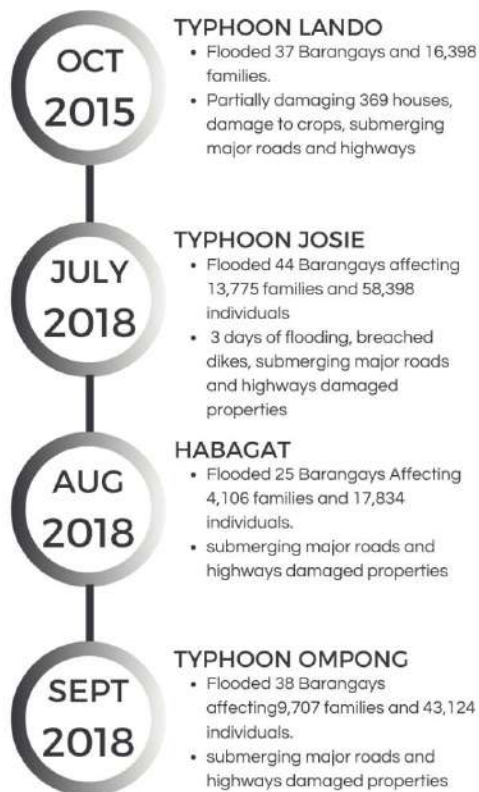 OCT
2015
TYPHOON LANDO
• Flooded 37 Barangays and 16,398
families.
• Partially damaging 369 houses,
damage to crops, submerging
major roads and highways
JULY
2018
TYPHOON JOSIE
• Flooded 44 Barangays affecting
13,775 families and 58,398
individuals
• 3 days of flooding, breached
dikes, submerging major roads
and highways damaged
properties
AUG
2018
HABAGAT
• Flooded 25 Barangays Affecting
4,106 families and 17,834
individuals.
• submerging major roads and
highways damaged properties
SEPT
2018
TYPHOON OMPONG
• Flooded 38 Barangays
affecting9,707 families and 43,124
individuals.
• submerging major roads and
highways damaged properties